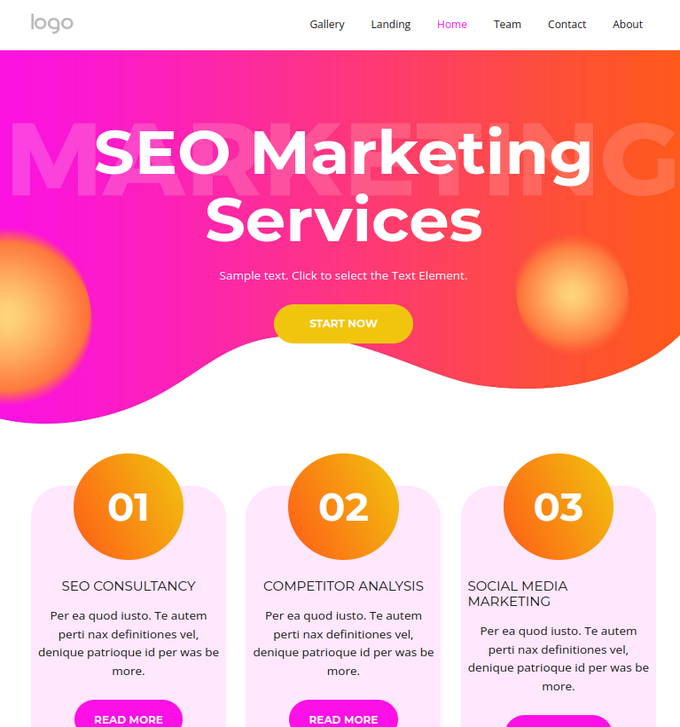 logo
Gallery Landing Home Team Contact About
MARKETING
SEO Marketing
Services
Sample text. Click to select the Text Element.
START NOW
01
SEO CONSULTANCY
Per ea quod iusto. Te autem
perti nax definitiones vel,
denique patrioque id per was be
more.
READ MORE
02
COMPETITOR ANALYSIS
Per ea quod iusto. Te autem
perti nax definitiones vel,
denique patrioque id per was be
more.
READ MORE
03
SOCIAL MEDIA
MARKETING
Per ea quod iusto. Te autem
perti nax definitiones vel,
denique patrioque id per was be
more.